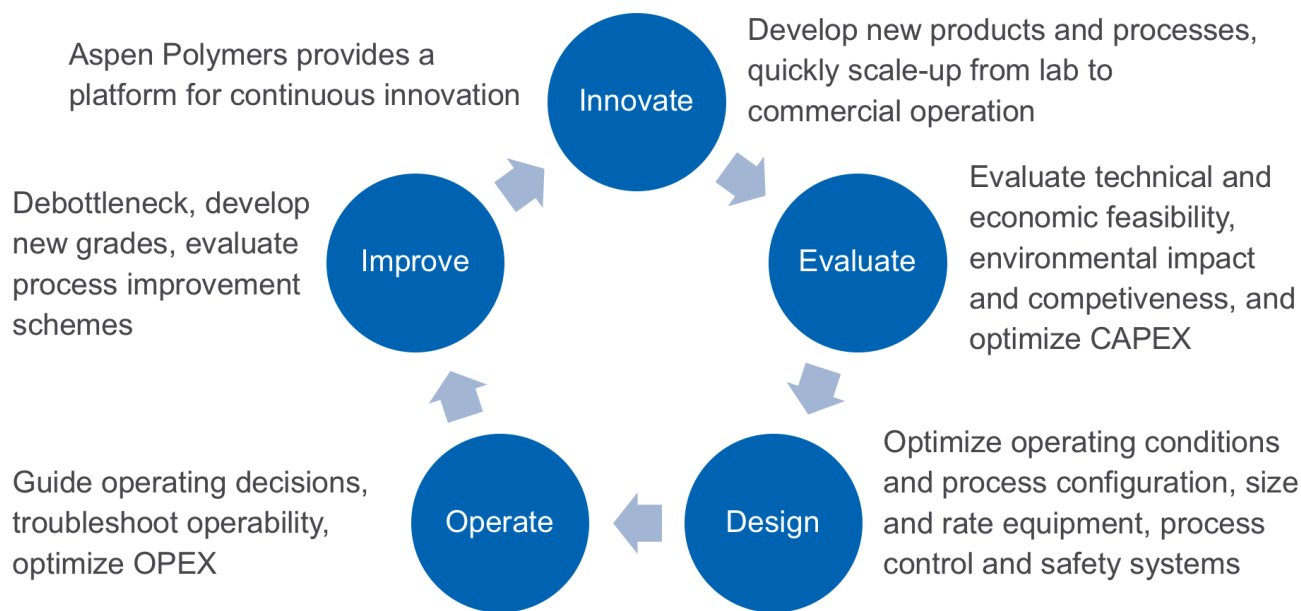 Aspen Polymers provides a
platform for continuous innovation
Innovate
Develop new products and processes,
quickly scale-up from lab to
commercial operation
Evaluate
Evaluate technical and
economic feasibility,
environmental impact
and competiveness, and
optimize CAPEX
Design
Optimize operating conditions
and process configuration, size
and rate equipment, process
control and safety systems
Operate
Guide operating decisions,
troubleshoot operability,
optimize OPEX
Improve
Debottleneck, develop
new grades, evaluate
process improvement
schemes